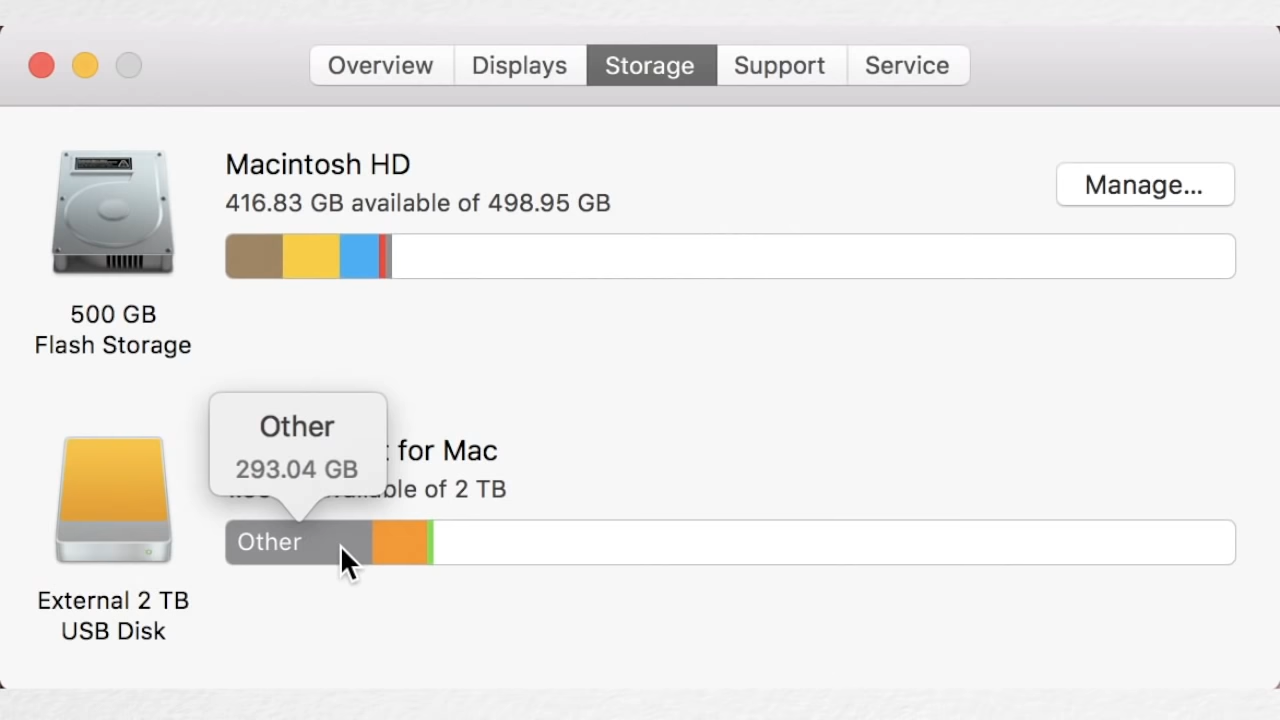 Overview Displays Storage Support Service
Macintosh HD
416.83 GB available of 498.95 GB
Manage...
500 GB
Flash Storage
Other
293.04 GB
for Mac
of 2 TB
Other
External 2 TB
USB Disk